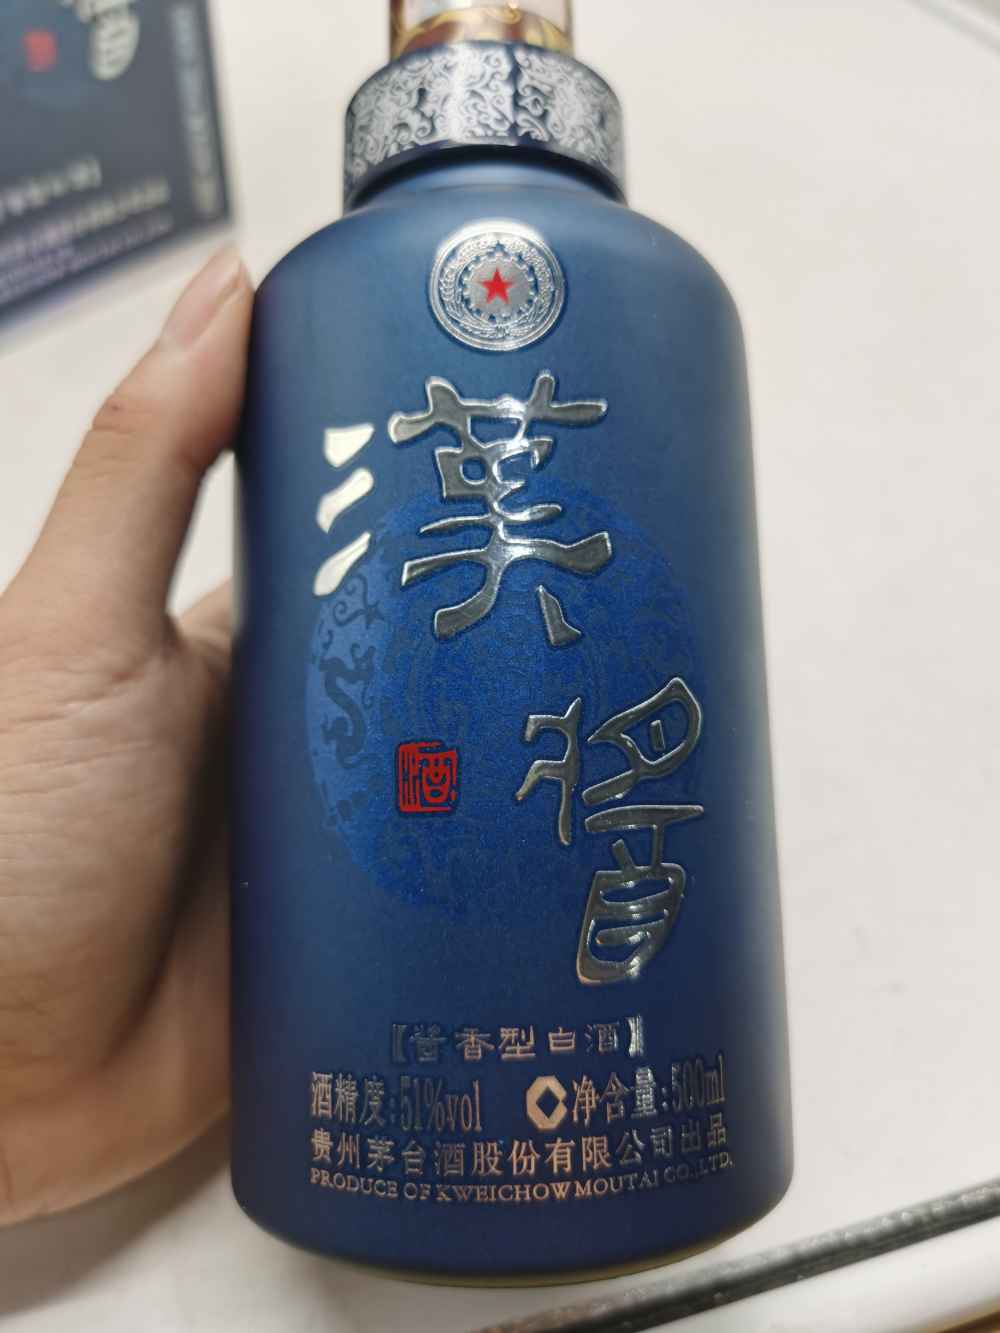 漢
醬
酒
【酱香型白酒】
酒精度:51%vol 净含量:500ml
贵州茅台酒股份有限公司出品
PRODUCE OF KWEICHOW MOUTAI CO.,LTD.